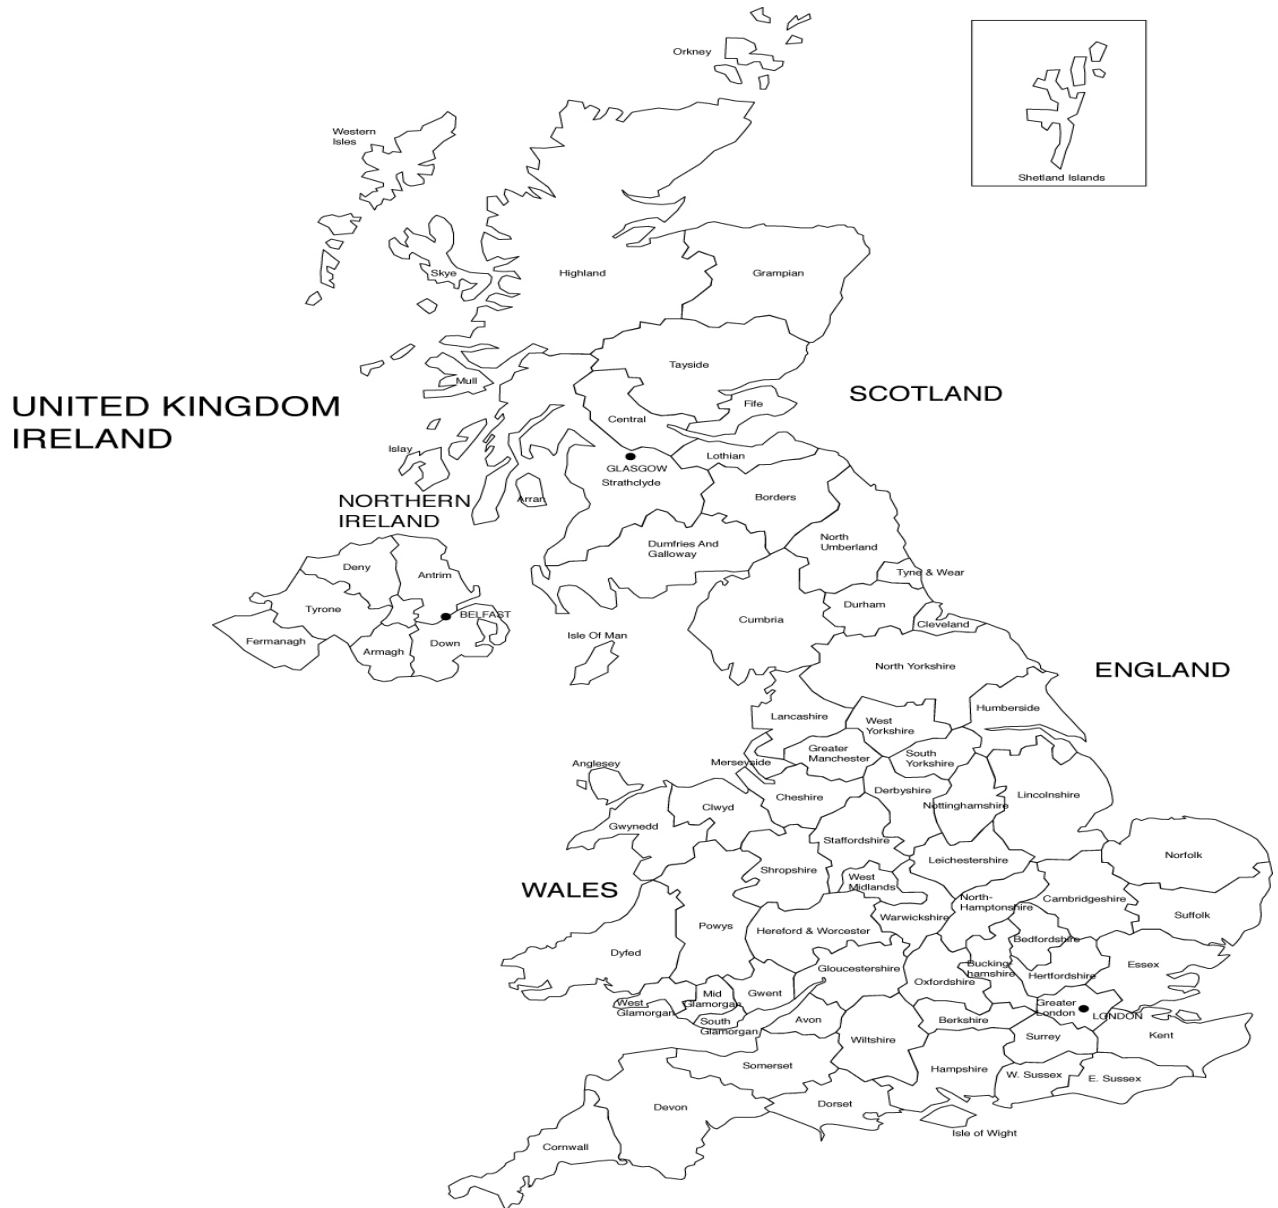 Orkney
Western
Isles
Shetland Islands
Skye
Highland
Grampian
Tayside
Mull
UNITED KINGDOM
IRELAND
SCOTLAND
Fife
Central
Islay
Lothian
GLASGOW
Strathclyde
Arran
Borders
NORTHERN
IRELAND
North
Umberland
Dumfries And
Galloway
Deny
Antrim
Tyne & Wear
Tyrone
Durham
BELFAST
Cumbria
Cleveland
Isle Of Man
Fermanagh
Down
Armagh
North Yorkshire
ENGLAND
Humberside
Lancashire
West
Yorkshire
Greater
Manchester
South
Yorkshire
Anglesey
Merseyside
Derbyshire
Cheshire
Lincolnshire
Clwyd
Nottinghamshire
Gwynedd
Staffordshire
Norfolk
Leichestershire
Shropshire
West
Midlands
WALES
North-
Hamptonshire
Cambridgeshire
Suffolk
Warwickshire
Powys
Hereford & Worcester
Bedfordshire
Dyfed
Bucking-
hamshire
Essex
Gloucestershire
Hertfordshire
Oxfordshire
Mid
Glamorgan
Gwent
West
Glamorgan
Greater
London
LONDON
South
Glamorgan
Avon
Berkshire
Kent
Surrey
Wiltshire
Somerset
Hampshire
W. Sussex
E. Sussex
Devon
Dorset
Isle of Wight
Cornwall